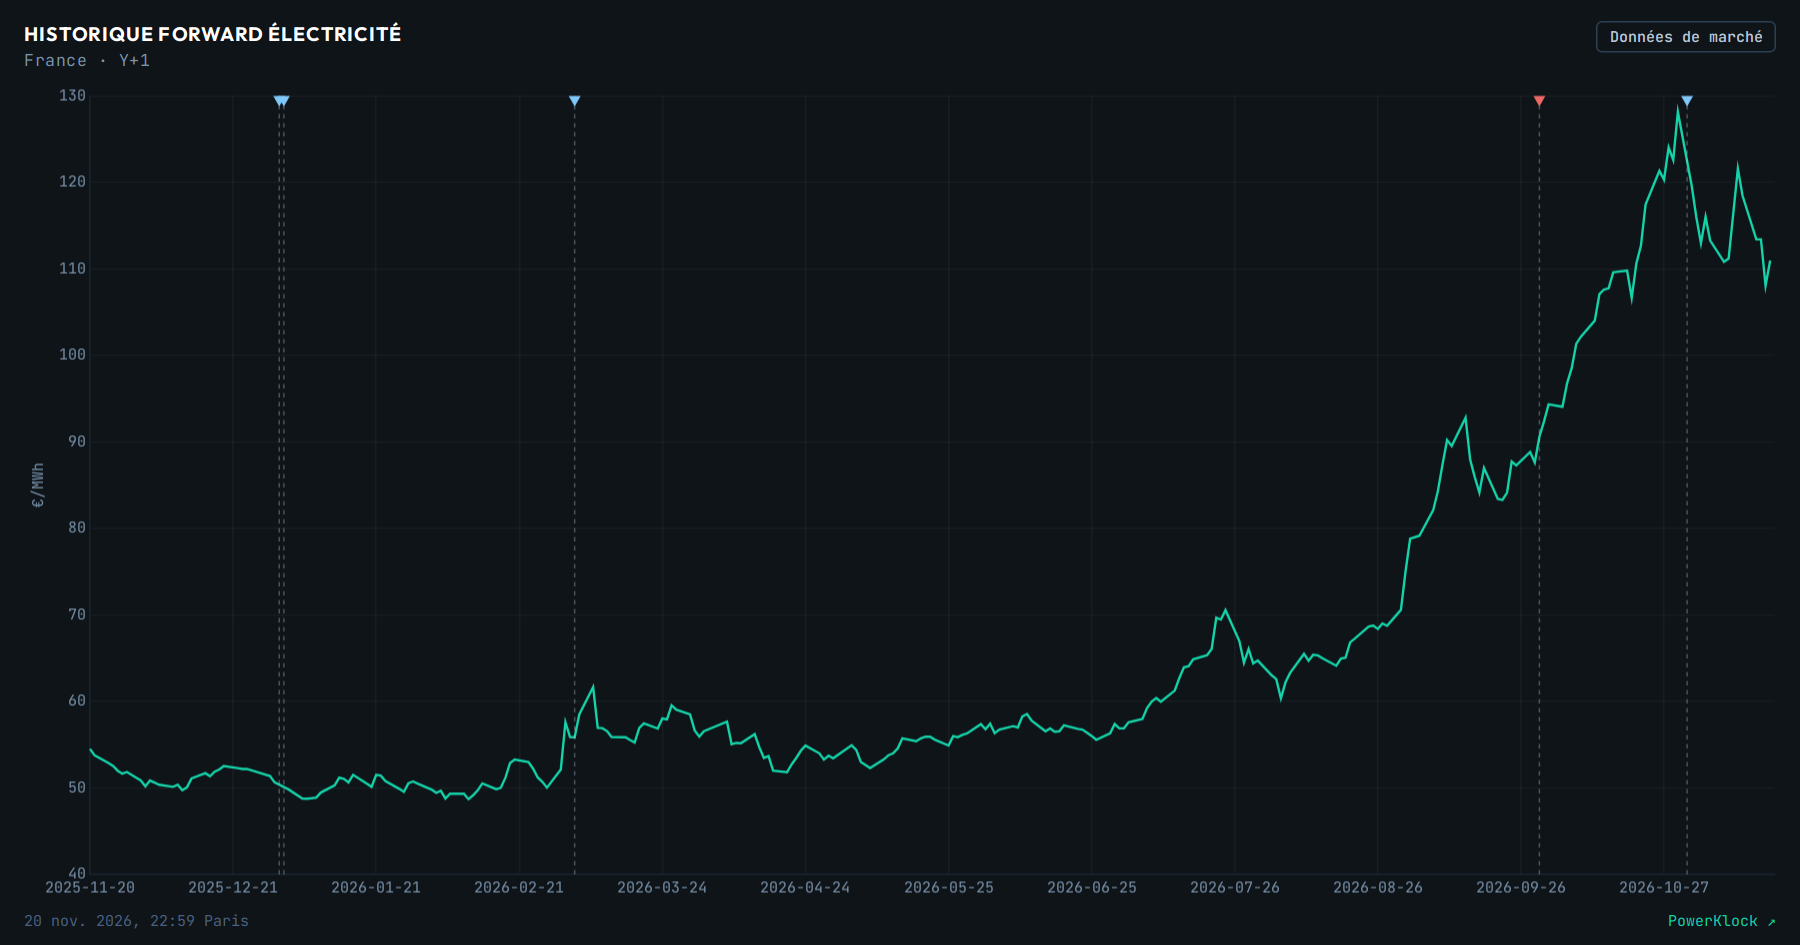 HISTORIQUE FORWARD ÉLECTRICITÉ
France · Y+1
Données de marché
130
120
110
100
90
80
70
60
50
40
€/MWh
2025-11-20 2025-12-21 2026-01-21 2026-02-21 2026-03-24 2026-04-24 2026-05-25 2026-06-25 2026-07-26 2026-08-26 2026-09-26 2026-10-27
20 nov. 2026, 22:59 Paris
PowerKlock ↗